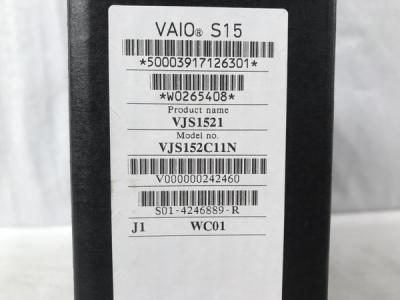 VAIO® S15
*50003917126301*
*W0265408*
Product name
VJS1521
Model no.
VJS152C11N
V000000242460
S01-4246889-R
J1 WC01